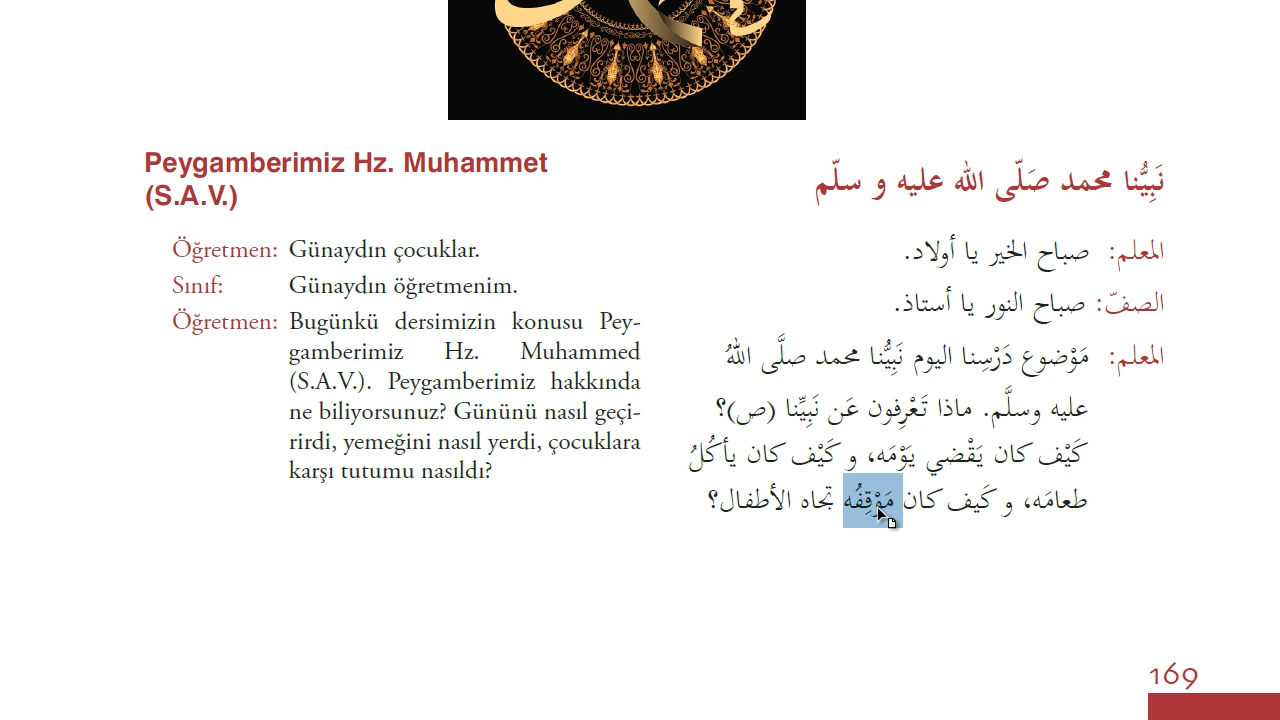 Peygamberimiz Hz. Muhammet
(S.A.V.)
Öğretmen: Günaydın çocuklar.
Sınıf: Günaydın öğretmenim.
Öğretmen: Bugünkü dersimizin konusu Pey-
gamberimiz Hz. Muhammed
(S.A.V.). Peygamberimiz hakkında
ne biliyorsunuz? Gününü nasıl geçi-
rirdi, yemeğini nasıl yerdi, çocuklara
karşı tutumu nasıldı?
نَبِيُّنا محمد صَلّى الله عليه و سلّم
المعلم: صباح الخير يا أولاد.
الصفّ: صباح النور يا أستاذ.
المعلم: مَوْضوع دَرْسِنا اليوم نَبِيُّنا محمد صلَّى اللهُ
عليه وسلَّم. ماذا تَعْرِفون عَن نَبِيِّنا (ص)؟
كَيْف كان يَقْضي يَوْمَه، و كَيْف كان يأكُلُ
طعامَه، و كَيف كان مَوْقِفُه تجاه الأطفال؟
169